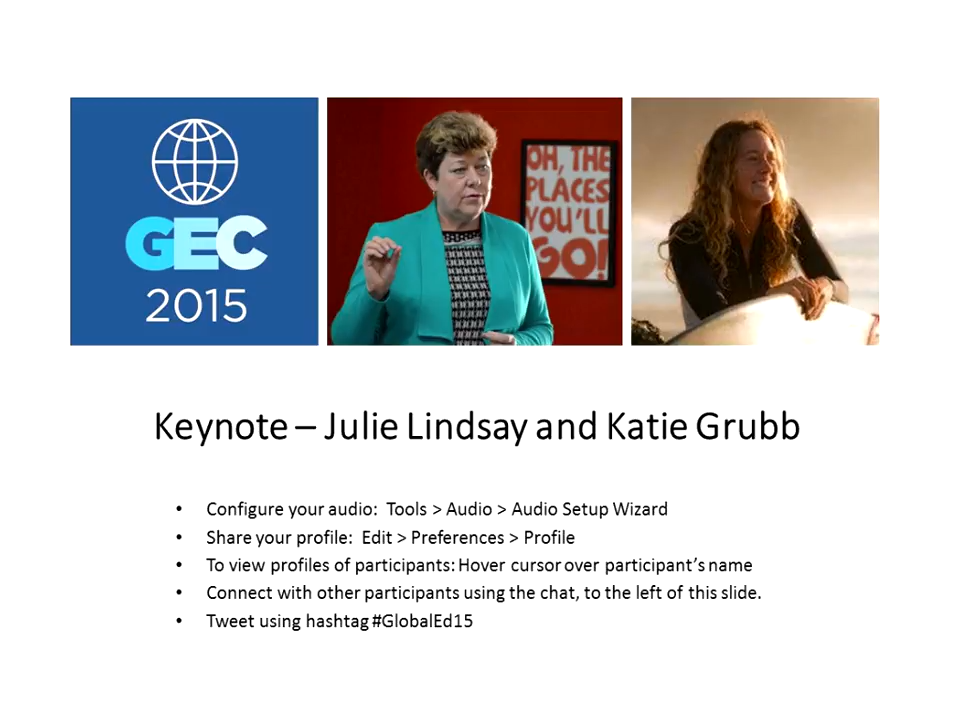 GEC
2015
OH, THE
PLACES
YOU'LL
GO!
Keynote – Julie Lindsay and Katie Grubb
• Configure your audio: Tools > Audio > Audio Setup Wizard
• Share your profile: Edit > Preferences > Profile
• To view profiles of participants: Hover cursor over participant's name
• Connect with other participants using the chat, to the left of this slide.
• Tweet using hashtag #GlobalEd15